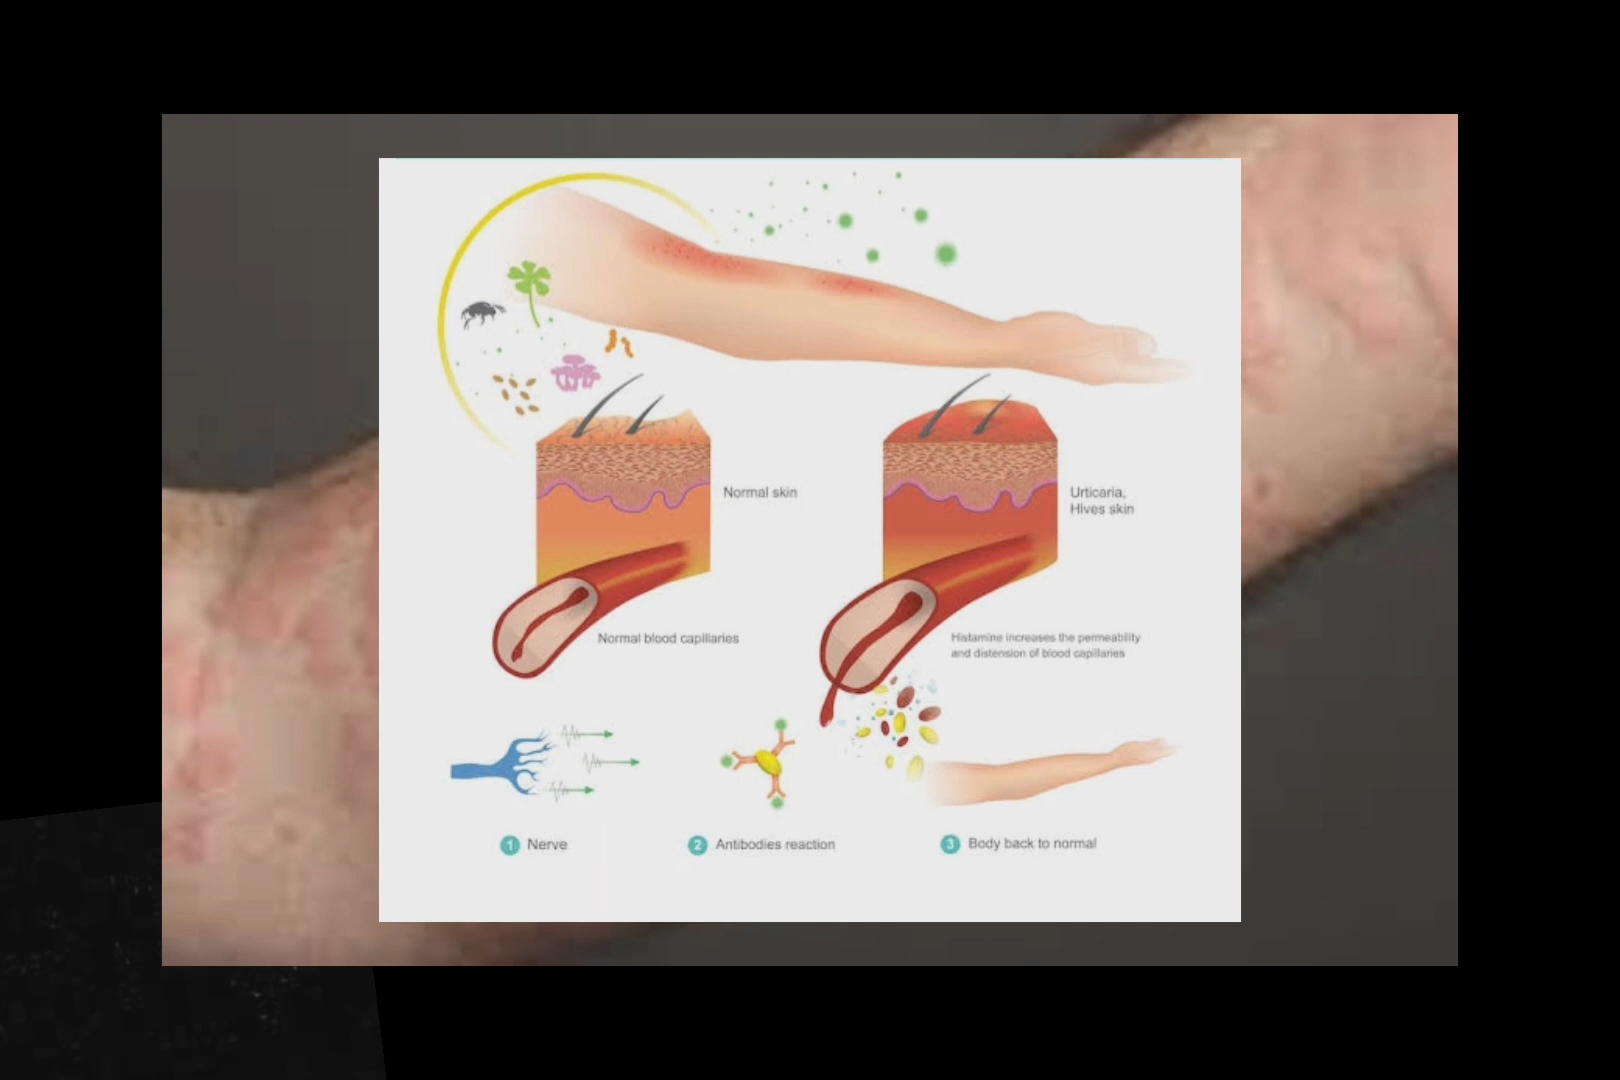 Normal skin
Urticaria,
Hives skin
Normal blood capillaries
Histamine increases the permeability
and distension of blood capillaries
1 Nerve
2 Antibodies reaction
3 Body back to normal